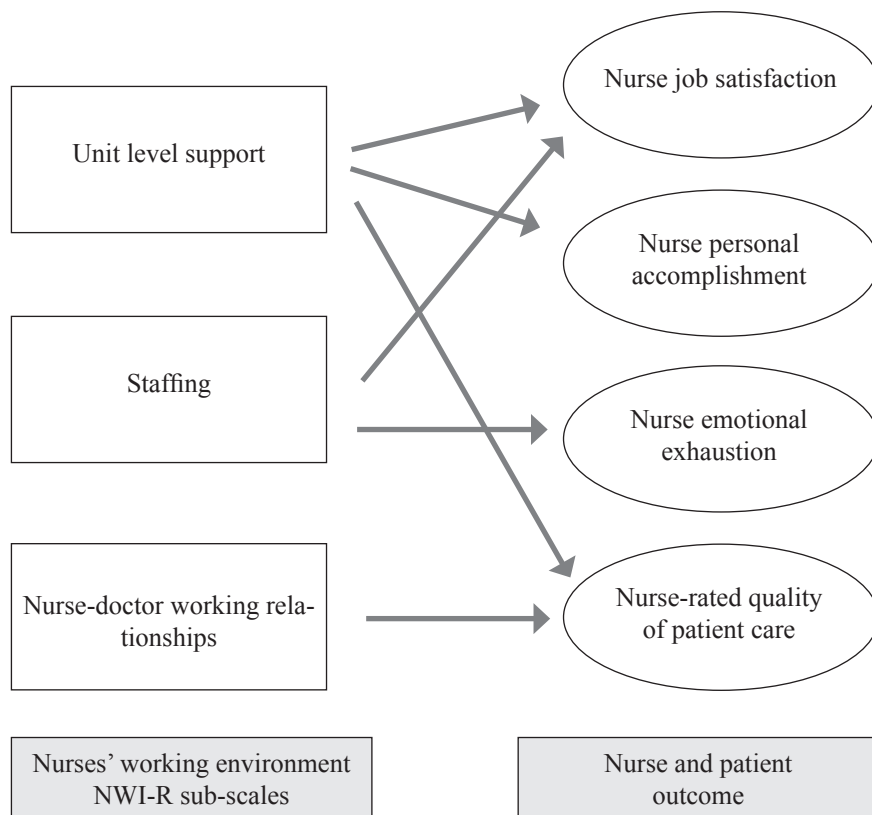 Nurse job satisfaction
Unit level support
Nurse personal
accomplishment
Staffing
Nurse emotional
exhaustion
Nurse-doctor working rela-
tionships
Nurse-rated quality
of patient care
Nurses’ working environment
NWI-R sub-scales
Nurse and patient
outcome